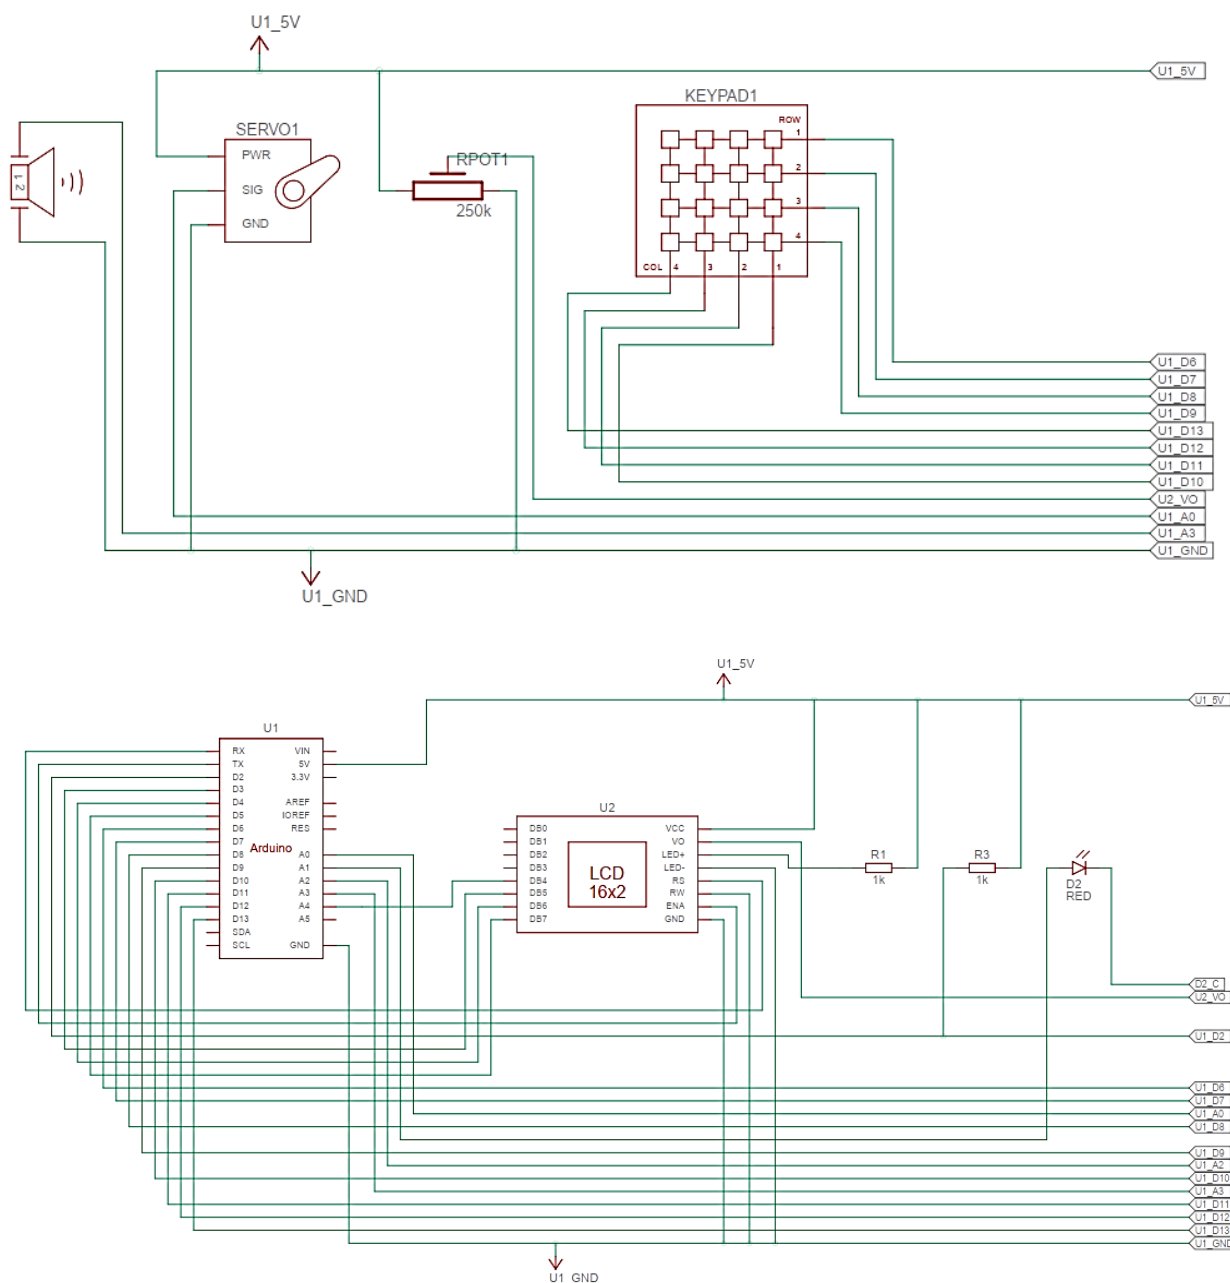 U1_5V
U1_5V
KEYPAD1
ROW
SERVO1
1
PWR
RPOT1
1 2
2
SIG
250k
3
GND
4
COL 4 3 2 1
U1_D6
U1_D7
U1_D8
U1_D9
U1_D13
U1_D12
U1_D11
U1_D10
U2_VO
U1_A0
U1_A3
U1_GND
U1_GND
U1_5V
U1_5V
U1
RX VIN
TX 5V
D2 3.3V
D3
D4 AREF
D5 IOREF
D6 RES
D7
Arduino
D8 A0
D9 A1
D10 A2
D11 A3
D12 A4
D13 A5
SDA
SCL GND
U2
DB0 VCC
DB1 VO
DB2 LED+
DB3 LED-
DB4 RS
DB5 RW
DB6 ENA
DB7 GND
LCD
16x2
R1
1k
R3
1k
D2
RED
D2_C
U2_VO
U1_D2
U1_D6
U1_D7
U1_A0
U1_D8
U1_D9
U1_A2
U1_D10
U1_A3
U1_D11
U1_D12
U1_D13
U1_GND
U1_GND